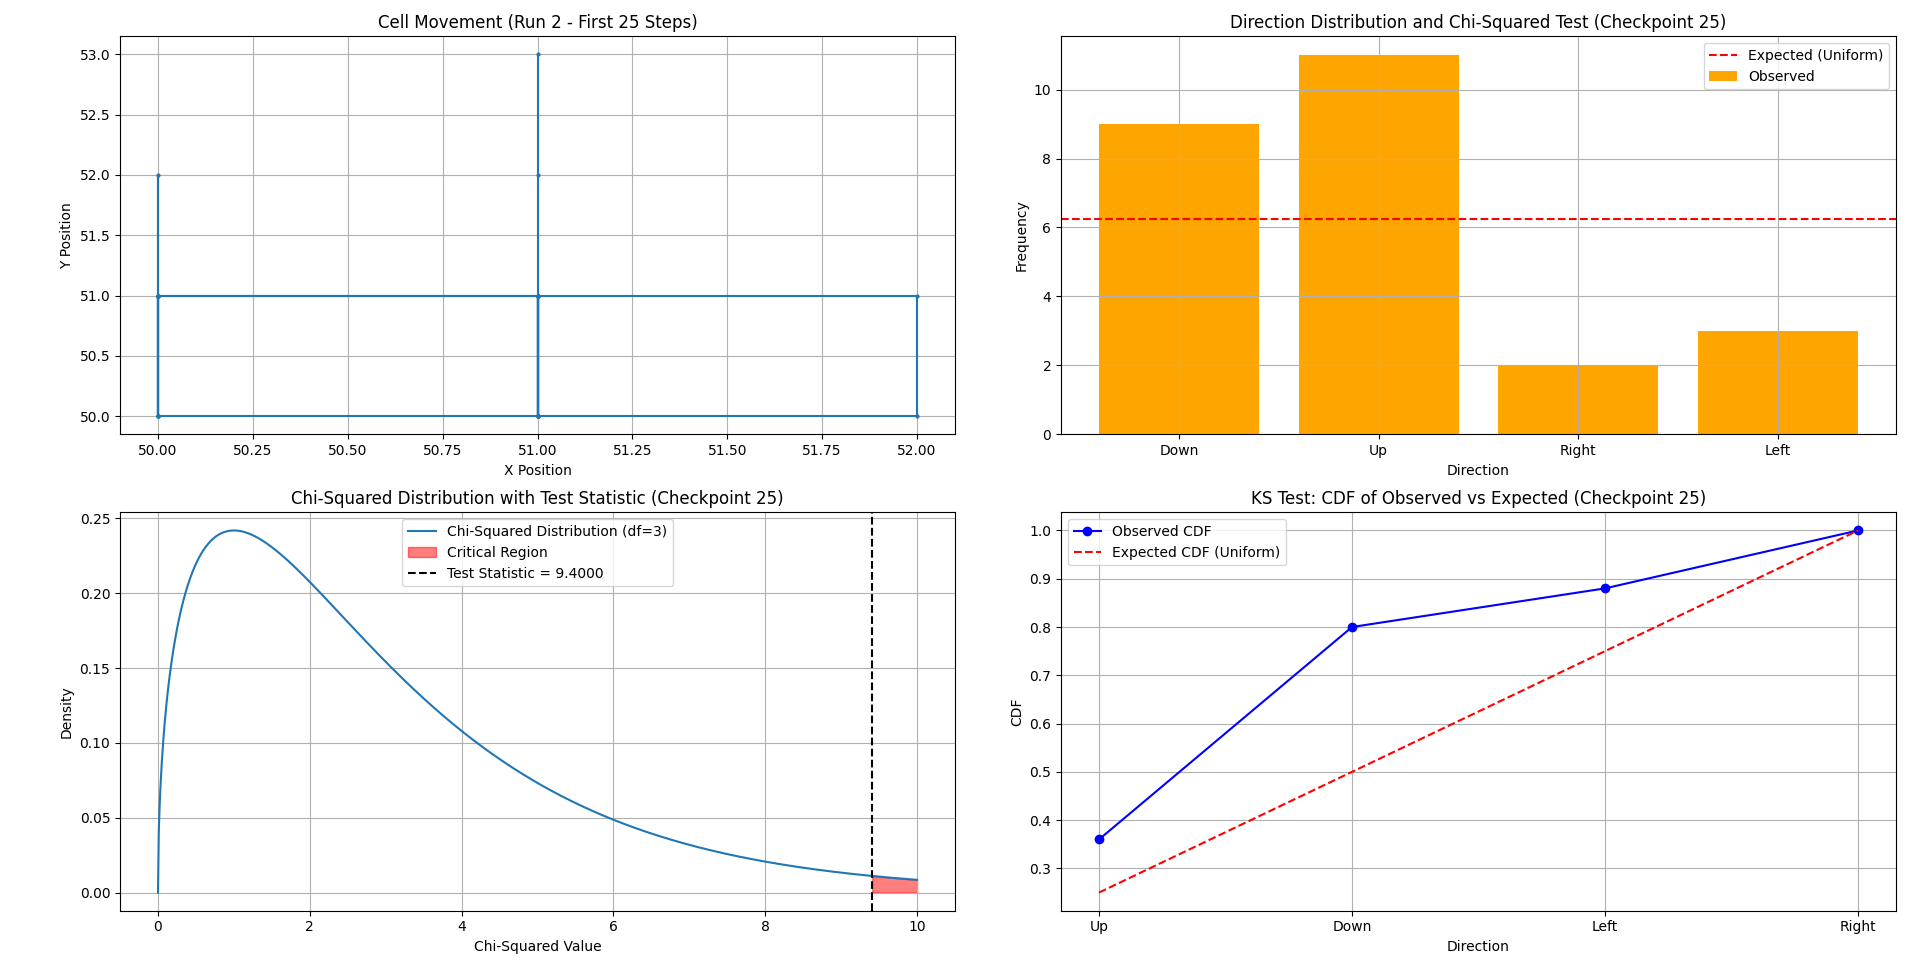 Cell Movement (Run 2 - First 25 Steps)
53.0
52.5
52.0
51.5
51.0
50.5
50.0
Y Position
50.00 50.25 50.50 50.75 51.00 51.25 51.50 51.75 52.00
X Position
Direction Distribution and Chi-Squared Test (Checkpoint 25)
Expected (Uniform)
Observed
10
8
6
4
2
0
Frequency
Down Up Right Left
Direction
Chi-Squared Distribution with Test Statistic (Checkpoint 25)
Chi-Squared Distribution (df=3)
Critical Region
Test Statistic = 9.4000
0.25
0.20
0.15
0.10
0.05
0.00
Density
0 2 4 6 8 10
Chi-Squared Value
KS Test: CDF of Observed vs Expected (Checkpoint 25)
Observed CDF
Expected CDF (Uniform)
1.0
0.9
0.8
0.7
0.6
0.5
0.4
0.3
CDF
Up Down Left Right
Direction